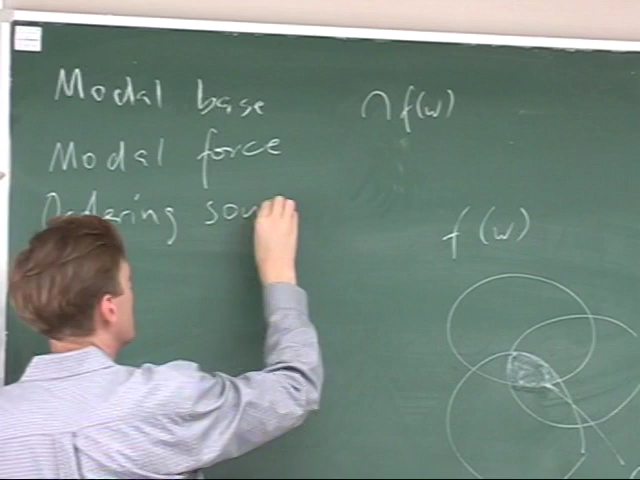 Modal base
∩f(w)
Modal force
Ordering sou
f(w)